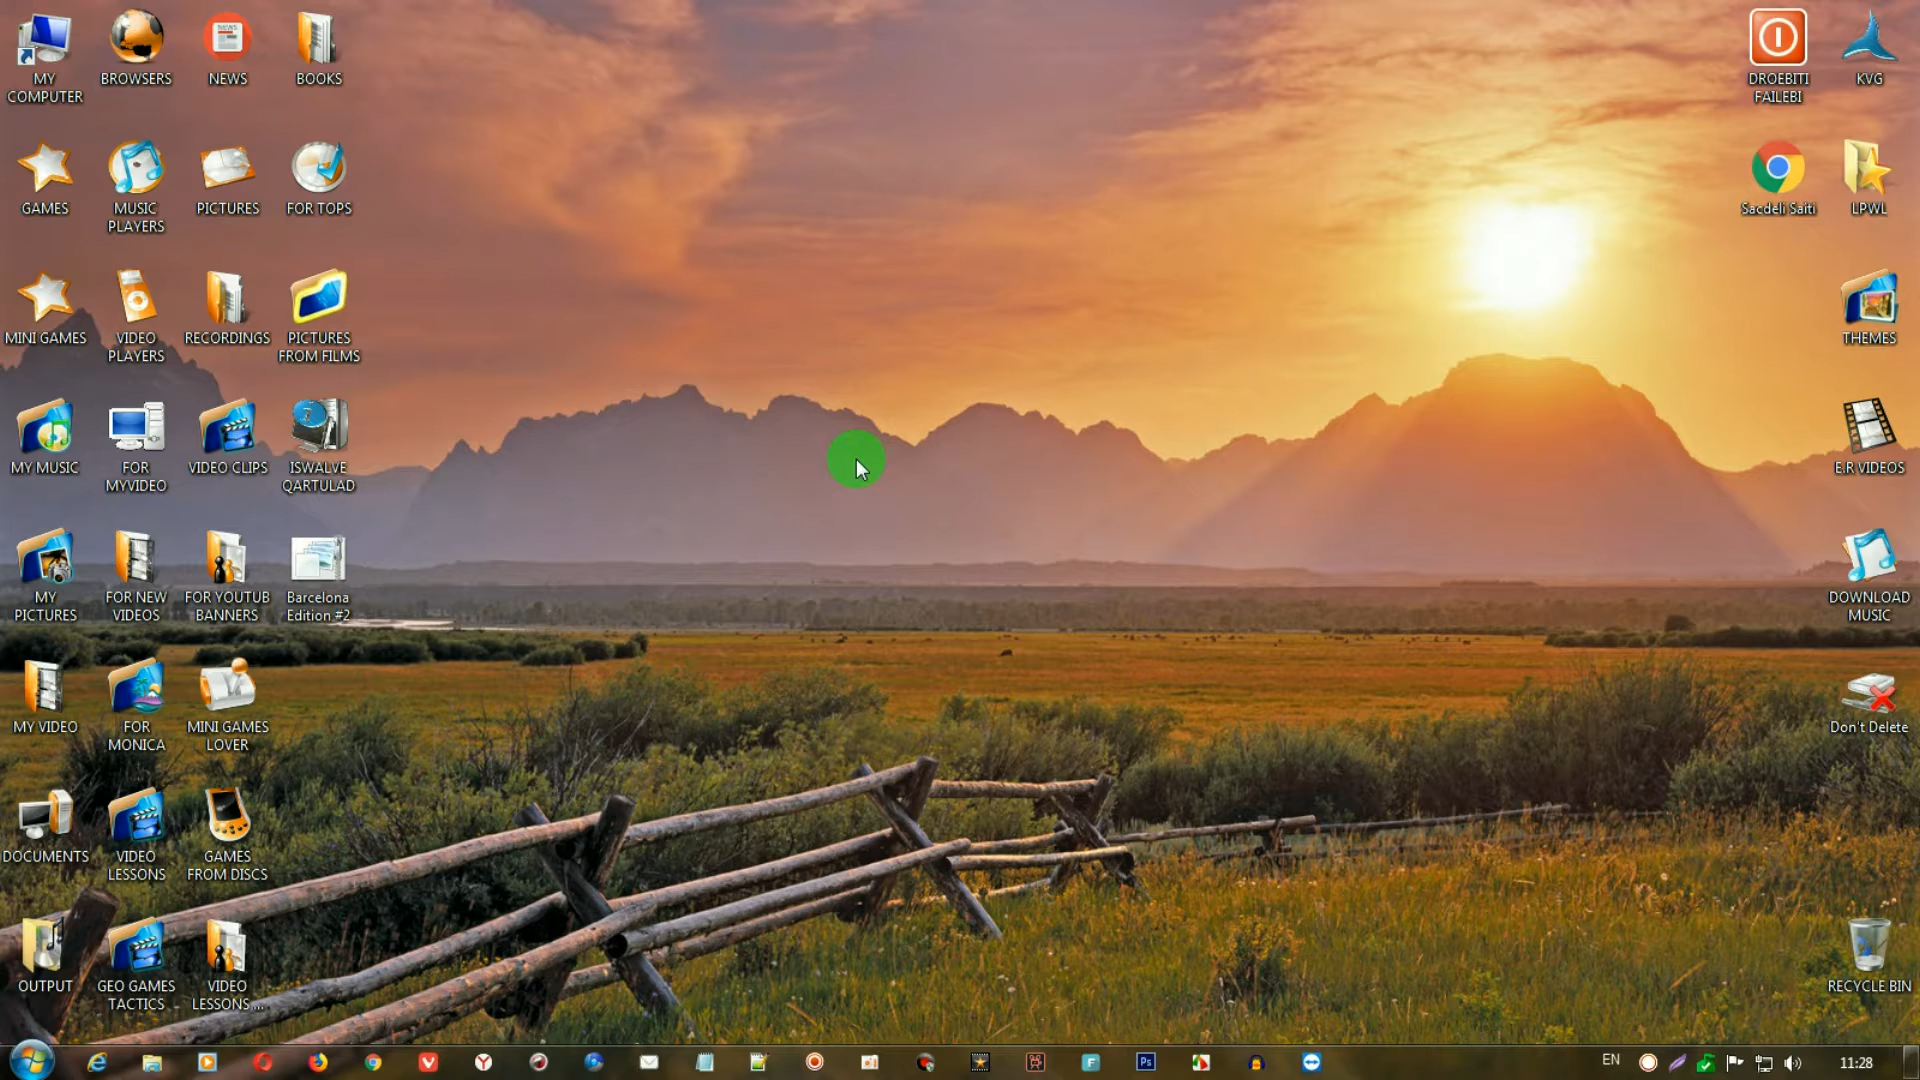 MY
COMPUTER
BROWSERS
NEWS
NEWS
BOOKS
DROEBITI
FAILEBI
KVG
GAMES
MUSIC
PLAYERS
PICTURES
FOR TOPS
Sacdeli Saiti
LPWL
MINI GAMES
VIDEO
PLAYERS
RECORDINGS
PICTURES
FROM FILMS
THEMES
MY MUSIC
FOR
MYVIDEO
VIDEO CLIPS
ISWALVE
QARTULAD
E.R VIDEOS
MY
PICTURES
FOR NEW
VIDEOS
FOR YOUTUB
BANNERS
Barcelona
Edition #2
DOWNLOAD
MUSIC
MY VIDEO
FOR
MONICA
MINI GAMES
LOVER
Don't Delete
DOCUMENTS
VIDEO
LESSONS
GAMES
FROM DISCS
OUTPUT
GEO GAMES
TACTICS
VIDEO
LESSONS ...
RECYCLE BIN
F
Ps
EN
11:28